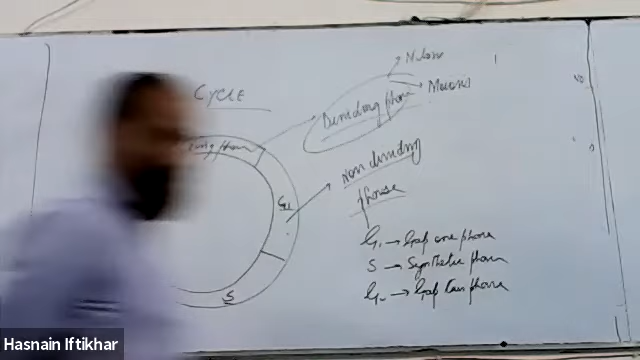 Cycle
Mitosis
Meiosis
Dividing phase
Non dividing
phase
G1
S
G1 → Gap one phase
S → Synthetic phase
G2 → Gap two phase
Hasnain Iftikhar